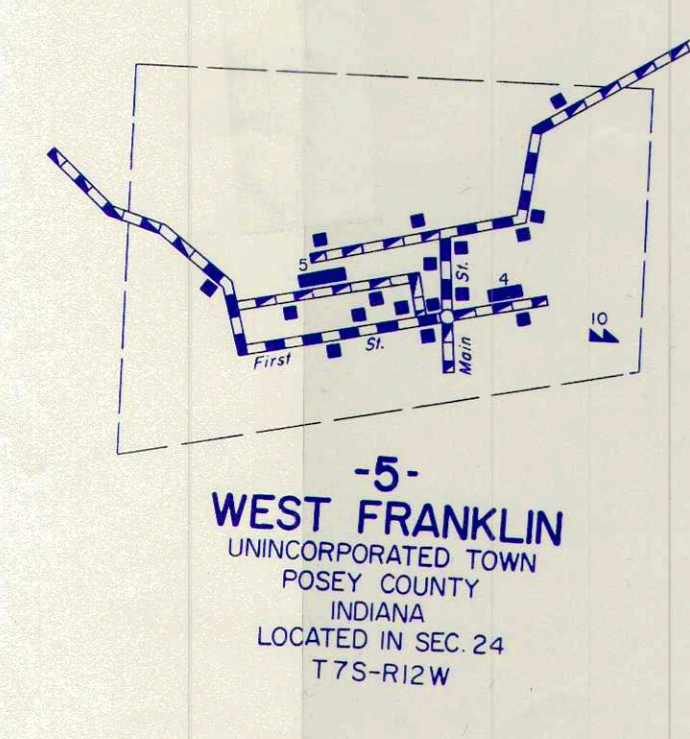 5
4
St.
10
First St.
Main
-5-
WEST FRANKLIN
UNINCORPORATED TOWN
POSEY COUNTY
INDIANA
LOCATED IN SEC. 24
T7S-R12W